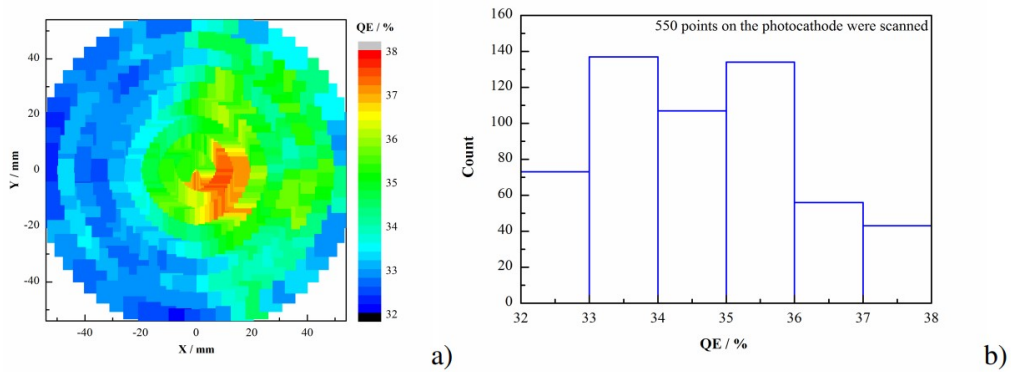 QE / %
38
37
36
35
34
33
32
40
20
0
-20
-40
Y / mm
-40 -20 0 20 40
X / mm
a)
550 points on the photocathode were scanned
160
140
120
100
80
60
40
20
0
Count
32 33 34 35 36 37 38
QE / %
b)